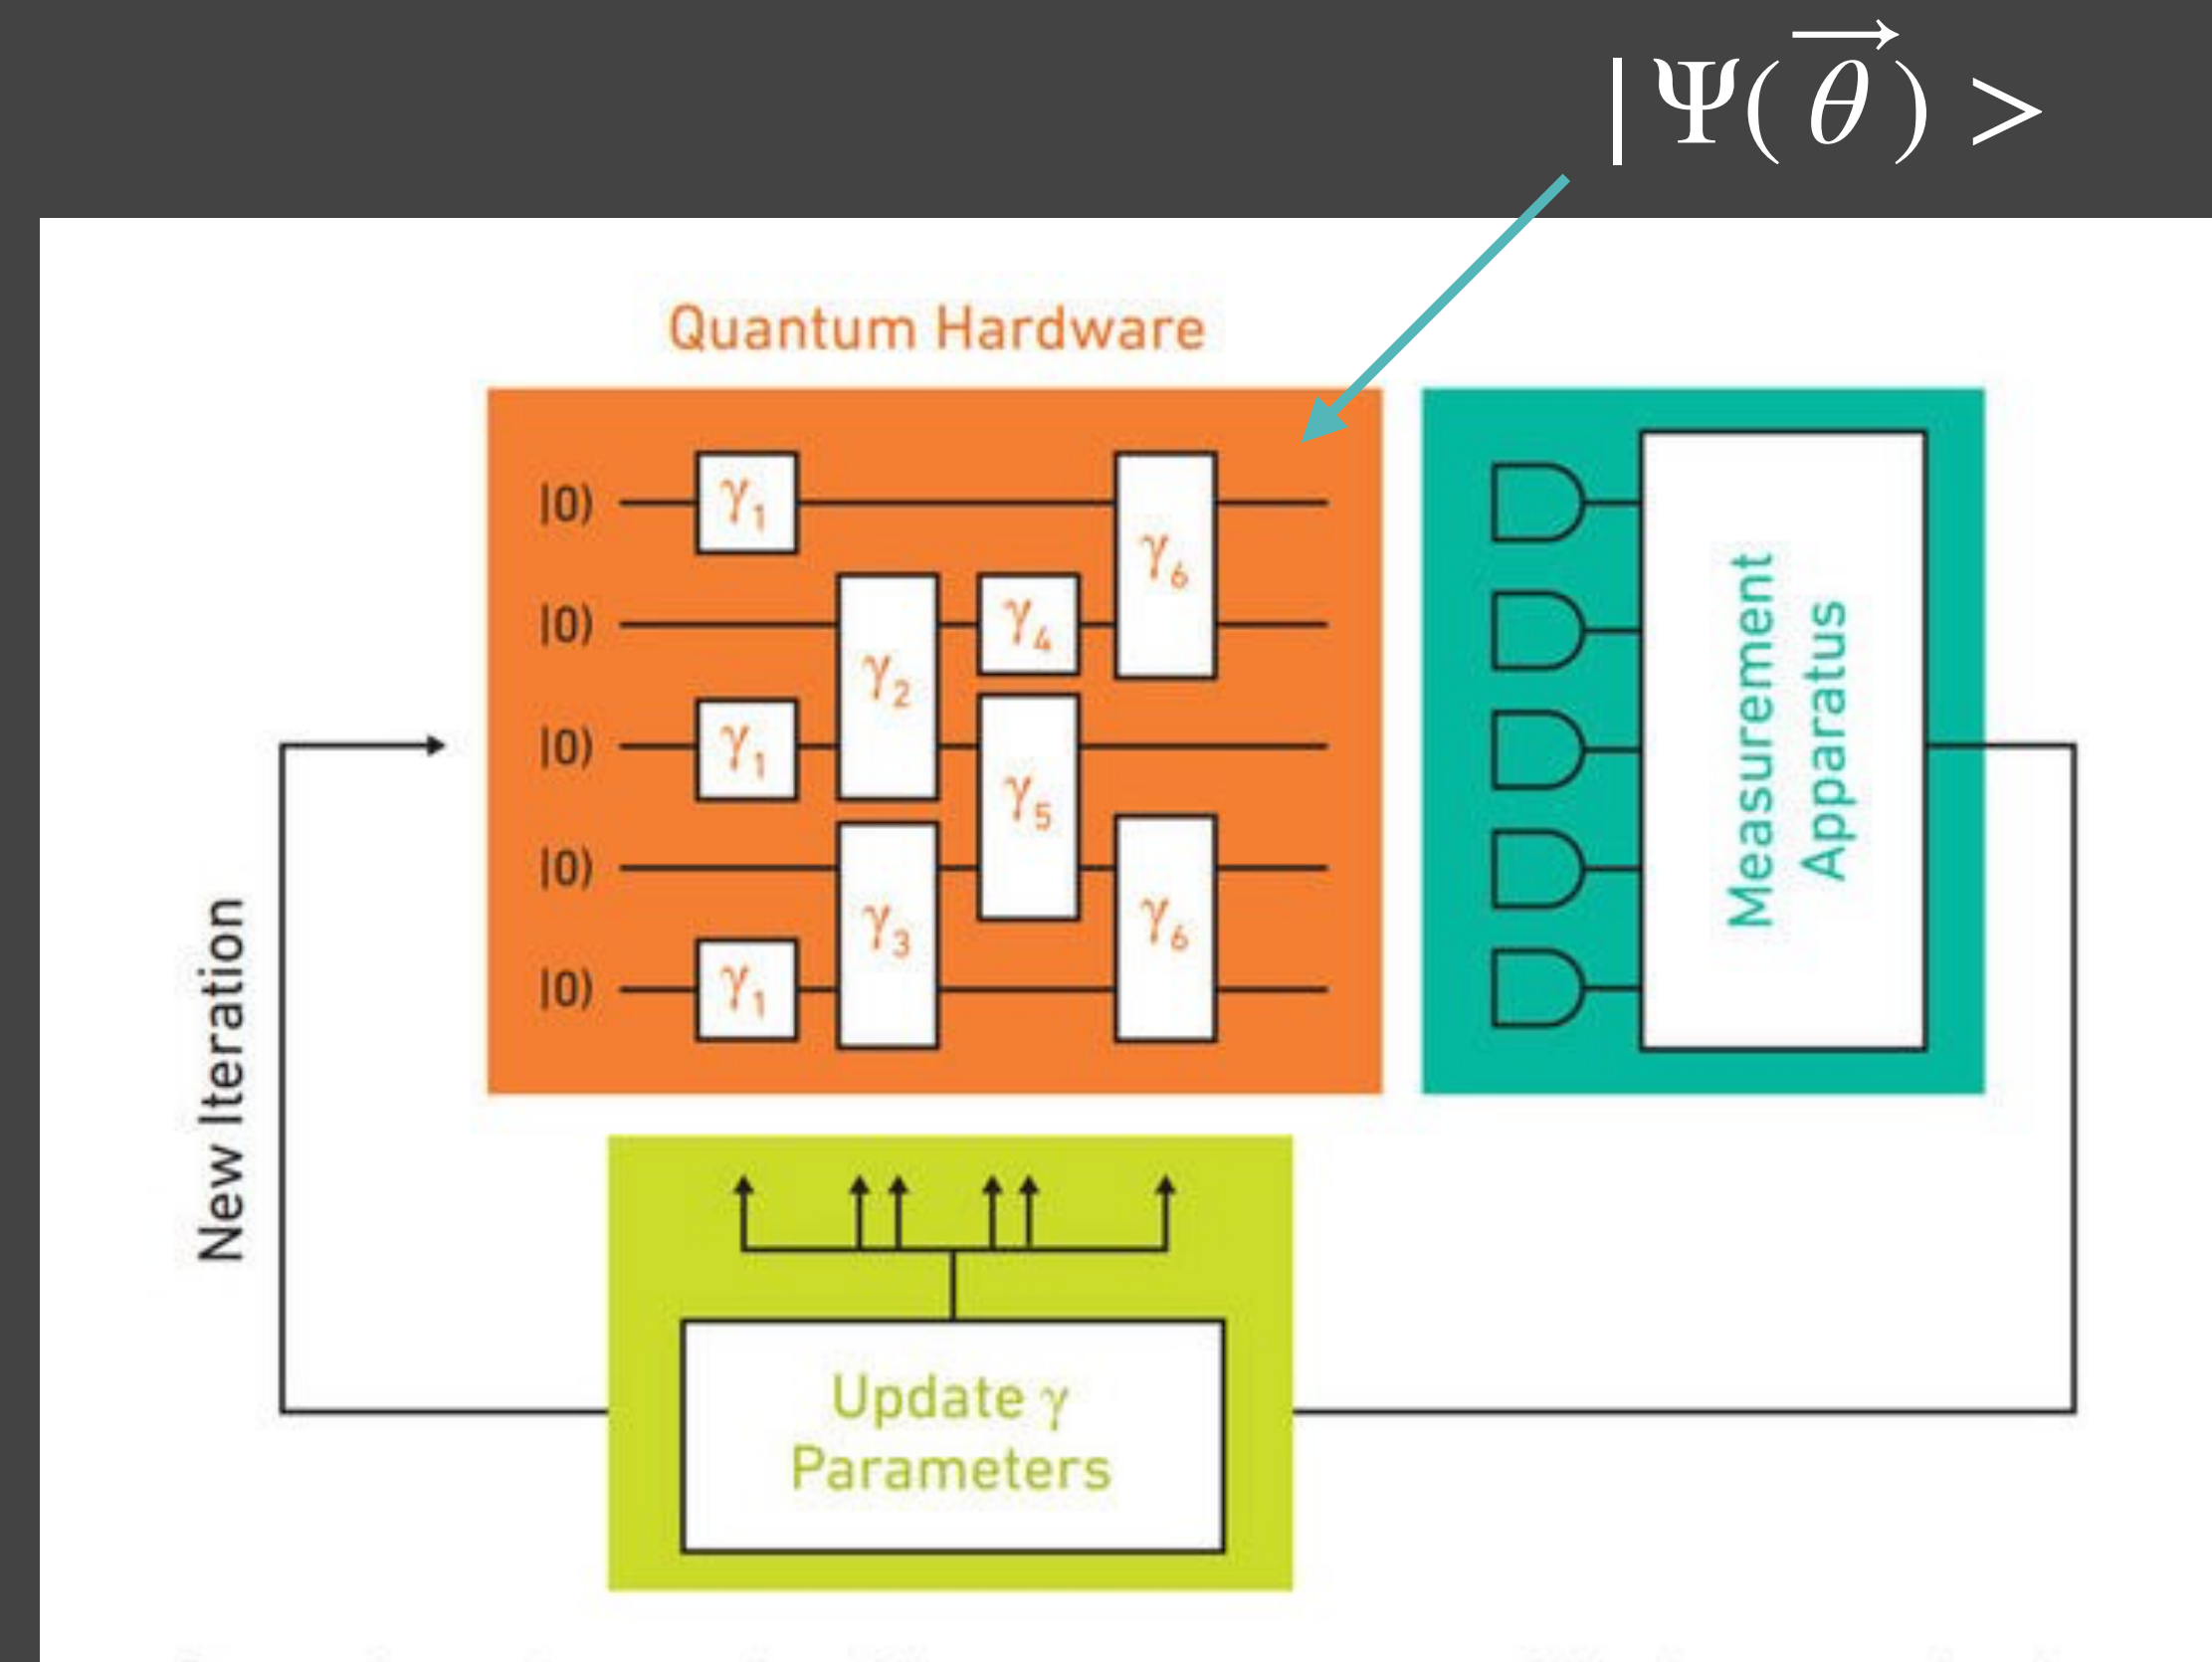 | Ψ(θ⃗) >
Quantum Hardware
|0)
γ₁
γ₆
|0)
γ₂
γ₄
|0)
γ₁
γ₅
|0)
γ₃
γ₆
|0)
γ₁
Measurement
Apparatus
New Iteration
Update γ
Parameters